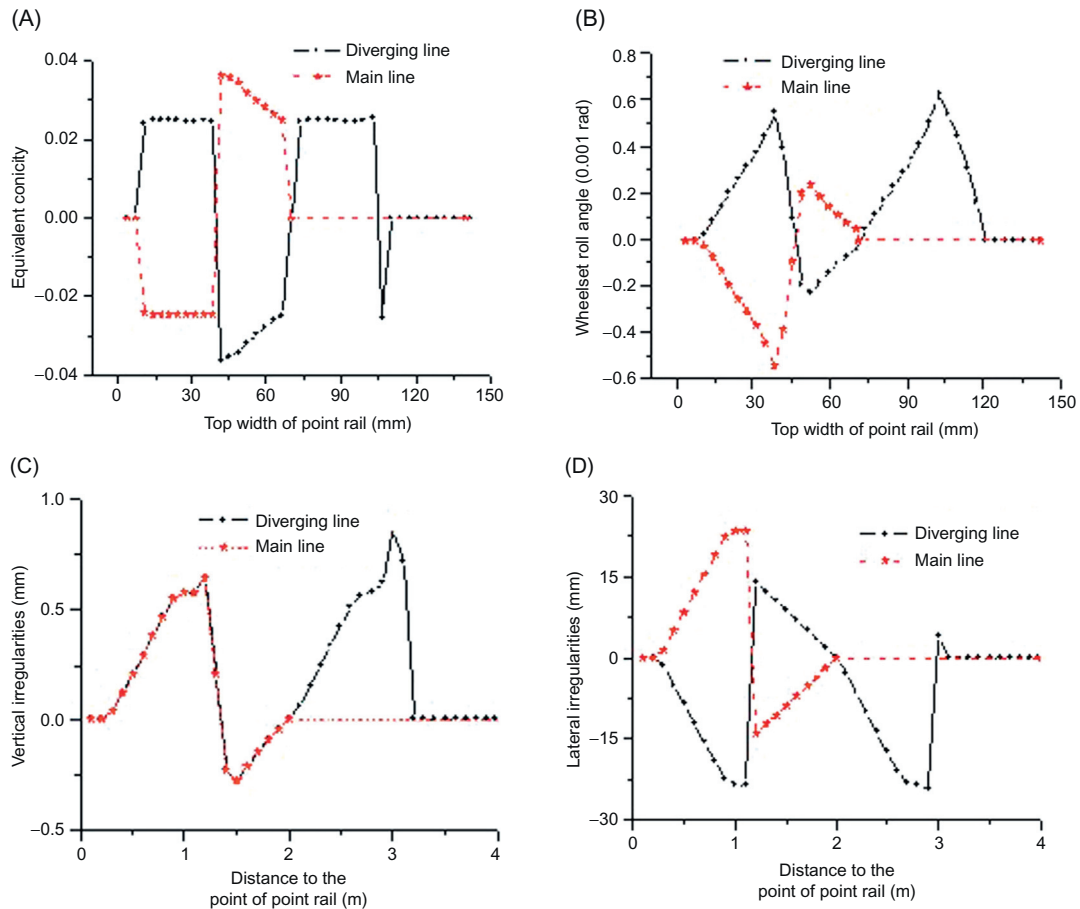 (A)
Diverging line
Main line
0.04
0.02
0.00
−0.02
−0.04
Equivalent conicity
0
30
60
90
120
150
Top width of point rail (mm)
(B)
Diverging line
Main line
0.8
0.6
0.4
0.2
0.0
−0.2
−0.4
−0.6
Wheelset roll angle (0.001 rad)
0
30
60
90
120
150
Top width of point rail (mm)
(C)
Diverging line
Main line
1.0
0.5
0.0
−0.5
Vertical irregularities (mm)
0
1
2
3
4
Distance to the
point of point rail (m)
(D)
Diverging line
Main line
30
15
0
−15
−30
Lateral irregularities (mm)
0
1
2
3
4
Distance to the
point of point rail (m)